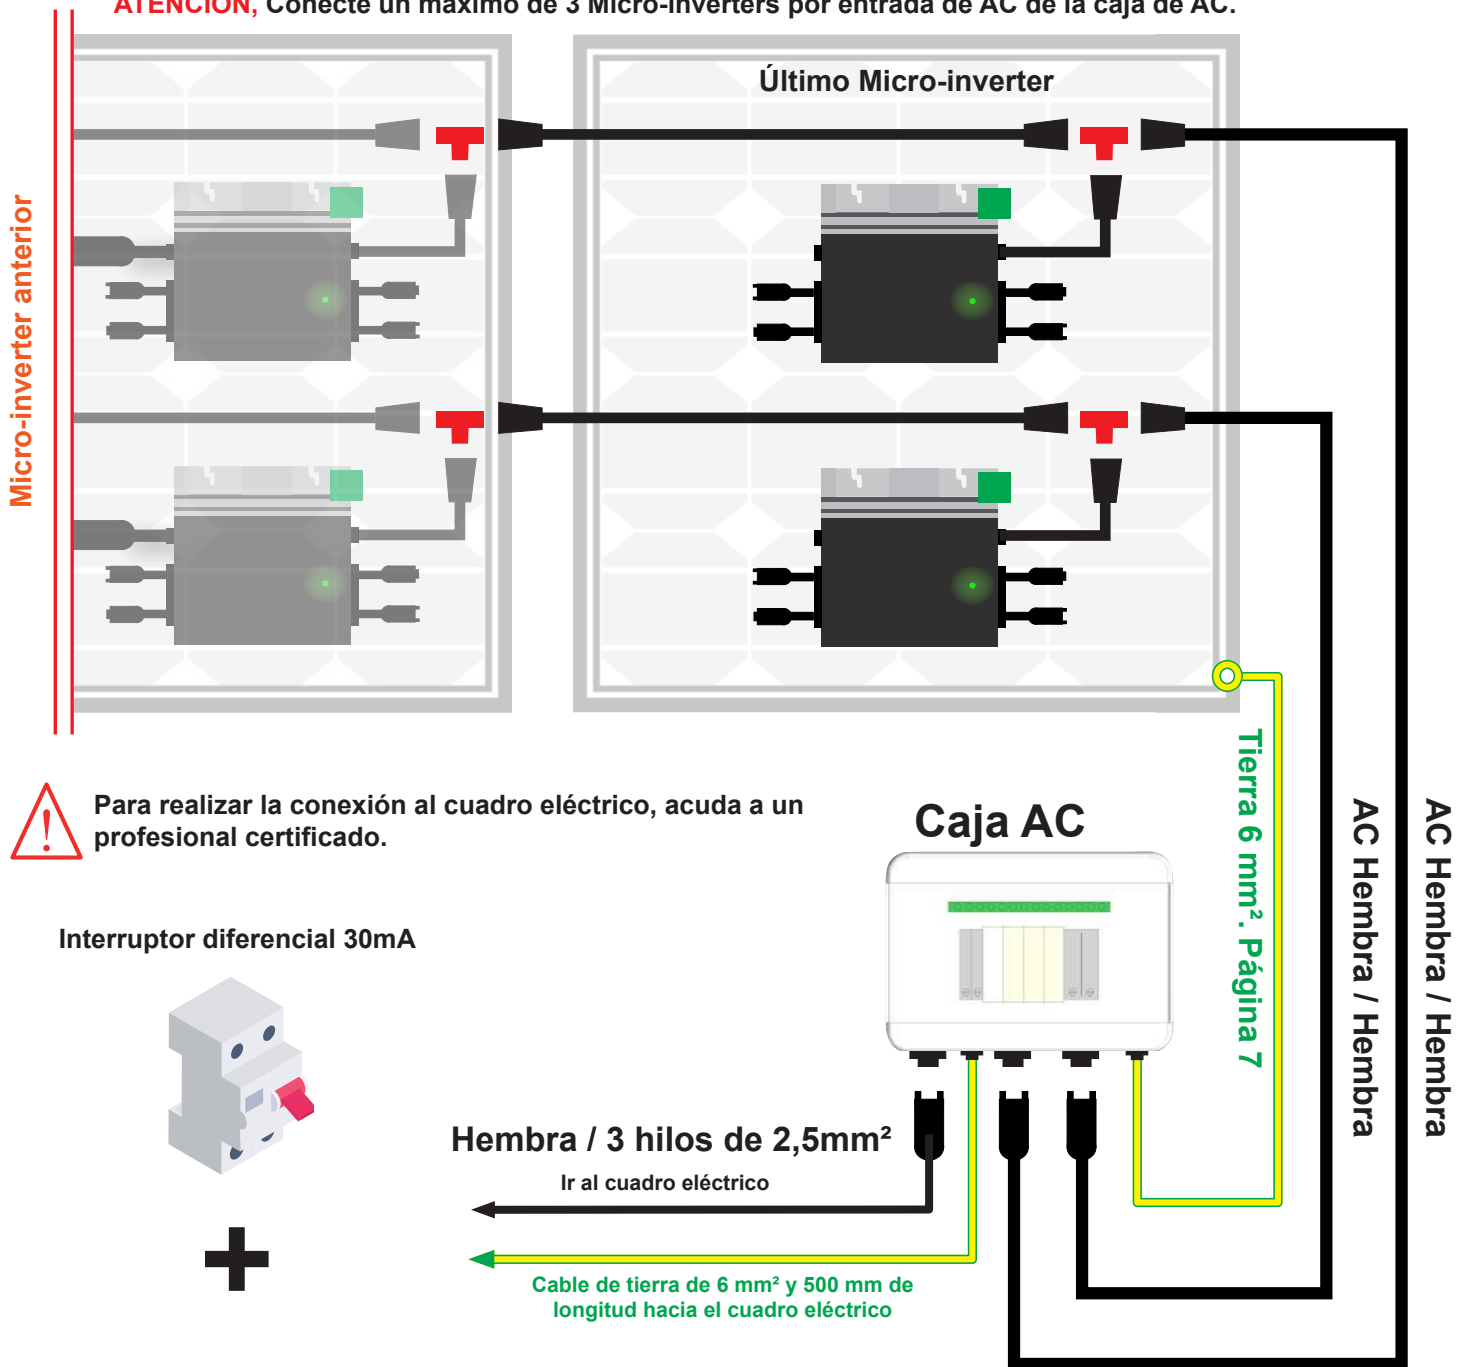 ATENCIÓN, Conecte un máximo de 3 Micro-inverters por entrada de AC de la caja de AC.
Último Micro-inverter
Micro-inverter anterior
Para realizar la conexión al cuadro eléctrico, acuda a un
profesional certificado.
Caja AC
Tierra 6 mm². Página 7
AC Hembra / Hembra
AC Hembra / Hembra
Interruptor diferencial 30mA
Hembra / 3 hilos de 2,5mm²
Ir al cuadro eléctrico
Cable de tierra de 6 mm² y 500 mm de
longitud hacia el cuadro eléctrico